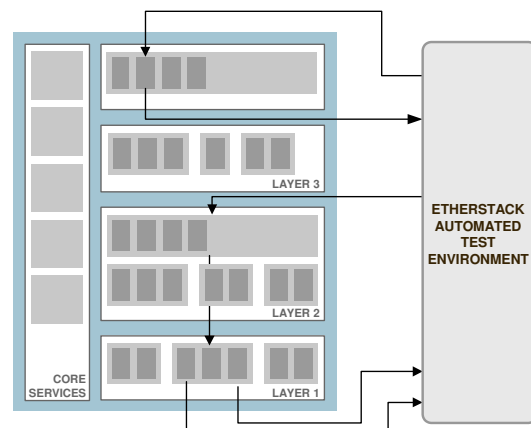 LAYER 3
ETHERSTACK
AUTOMATED
TEST
ENVIRONMENT
LAYER 2
CORE
SERVICES
LAYER 1